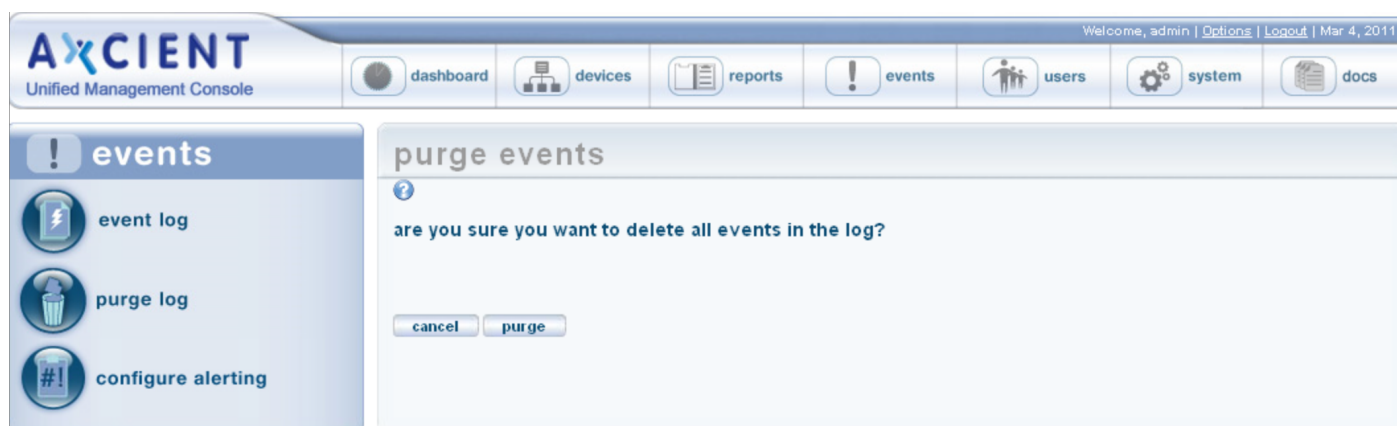 AXCIENT
Unified Management Console
Welcome, admin | Options | Logout | Mar 4, 2011
dashboard devices reports events users system docs
! events
event log
purge log
#! configure alerting
purge events
?
are you sure you want to delete all events in the log?
cancel purge